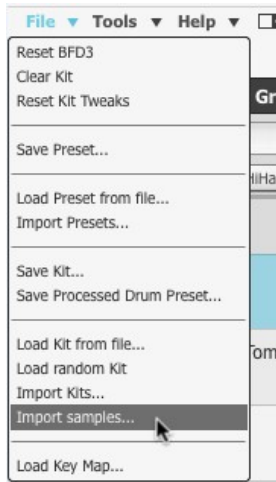 File ▼ Tools ▼ Help ▼
Reset BFD3
Clear Kit
Reset Kit Tweaks
Gr
Save Preset...
HiHa
Load Preset from file...
Import Presets...
Save Kit...
Save Processed Drum Preset...
Load Kit from file...
Tom
Load random Kit
Import Kits...
Import samples...
Load Key Map...